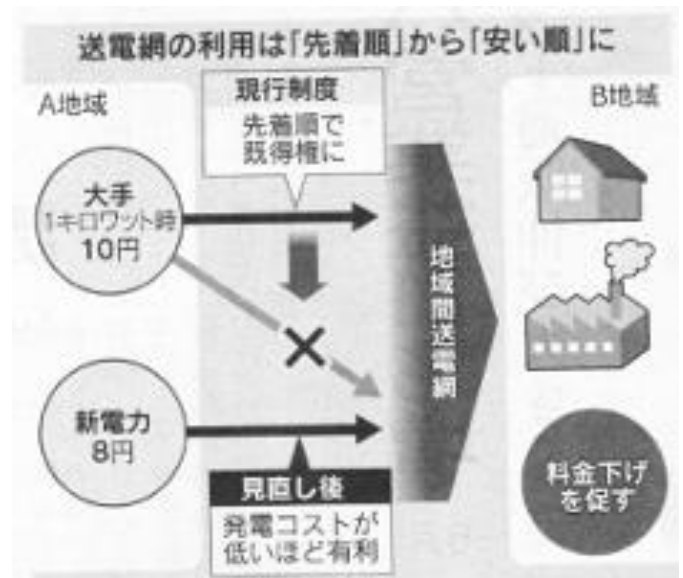 送電網の利用は「先着順」から「安い順」に
A地域
現行制度
先着順で
既得権に
B地域
大手
1キロワット時
10円
地域間送電網
新電力
8円
見直し後
発電コストが
低いほど有利
料金下げ
を促す